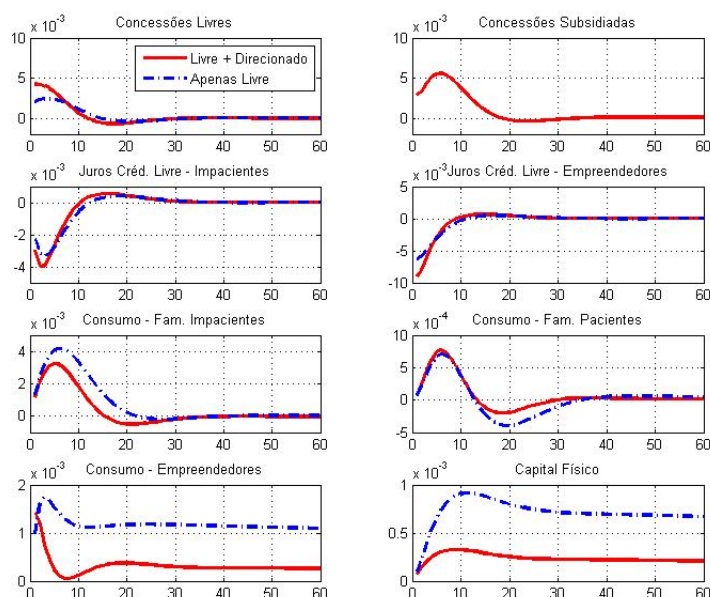 x 10⁻³ Concessões Livres
10
5
0
Livre + Direcionado
Apenas Livre
0 10 20 30 40 50 60
x 10⁻³ Concessões Subsidiadas
10
5
0
0 10 20 30 40 50 60
x 10⁻³ Juros Créd. Livre - Impacientes
0
-2
-4
0 10 20 30 40 50 60
x 10⁻³ Juros Créd. Livre - Empreendedores
5
0
-5
-10
0 10 20 30 40 50 60
x 10⁻³ Consumo - Fam. Impacientes
4
2
0
0 10 20 30 40 50 60
x 10⁻⁴ Consumo - Fam. Pacientes
10
5
0
-5
0 10 20 30 40 50 60
x 10⁻³ Consumo - Empreendedores
2
1
0
0 10 20 30 40 50 60
x 10⁻³ Capital Físico
1
0.5
0
0 10 20 30 40 50 60